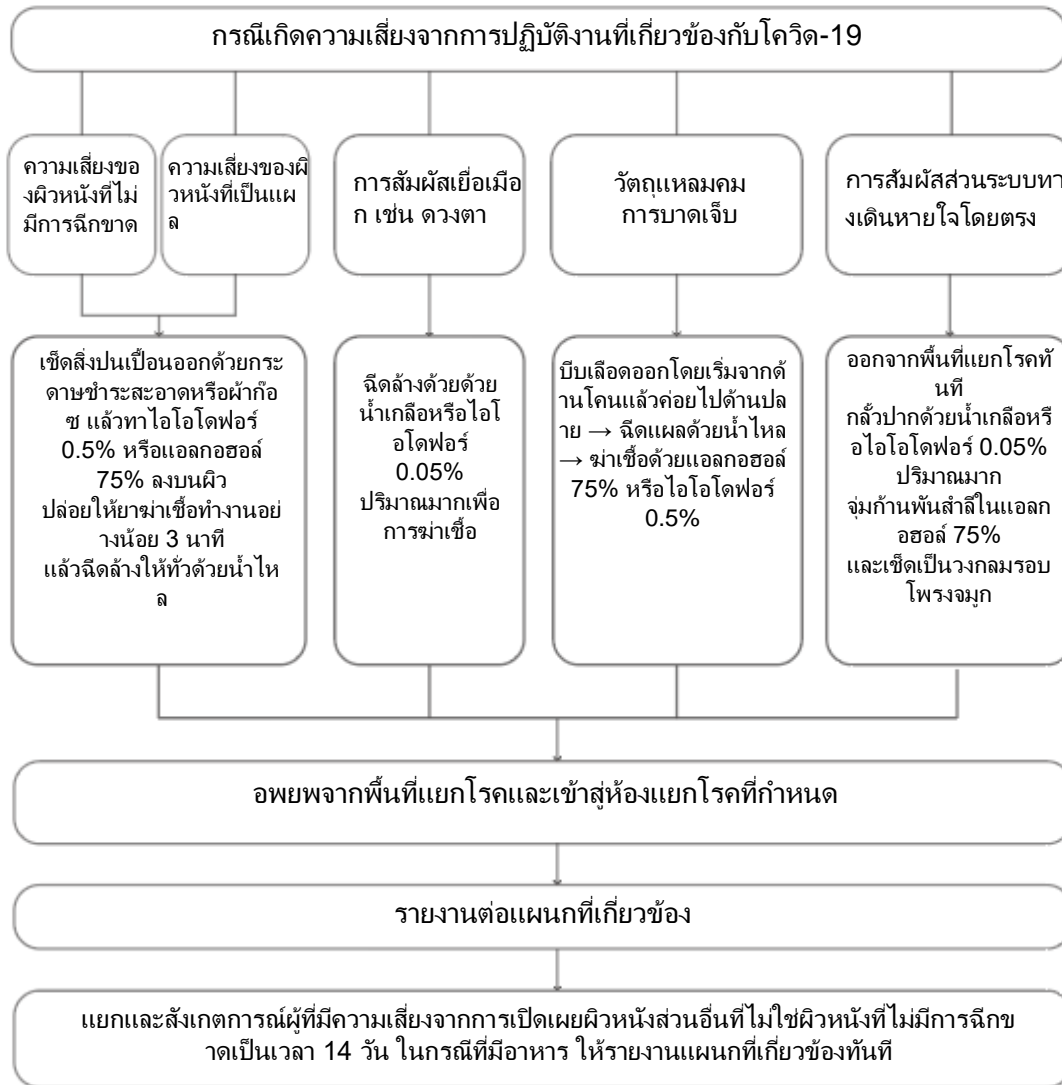 กรณีเกิดความเสี่ยงจากการปฏิบัติงานที่เกี่ยวข้องกับโควิด-19
ความเสี่ยงขอ
งผิวหนังที่ไม่
มีการฉีกขาด
ความเสี่ยงของผิ
วหนังที่เป็นแผ
ล
การสัมผัสเยื่อเมือ
ก เช่น ดวงตา
วัตถุแหลมคม
การบาดเจ็บ
การสัมผัสส่วนระบบทา
งเดินหายใจโดยตรง
เช็ดสิ่งปนเปื้อนออกด้วยกระ
ดาษชำระสะอาดหรือผ้าก๊อ
ซ แล้วทาไอโอโดฟอร์
0.5% หรือแอลกอฮอล์
75% ลงบนผิว
ปล่อยให้ยาฆ่าเชื้อทำงานอย่
างน้อย 3 นาที
แล้วฉีดล้างให้ทั่วด้วยน้ำไห
ล
ฉีดล้างด้วยด้วย
น้ำเกลือหรือไอโ
อโดฟอร์
0.05%
ปริมาณมากเพื่อ
การฆ่าเชื้อ
บีบเลือดออกโดยเริ่มจากด้
านโคนแล้วค่อยไปด้านปล
าย → ฉีดแผลด้วยน้ำไหล
→ ฆ่าเชื้อด้วยแอลกอฮอล์
75% หรือไอโอโดฟอร์
0.5%
ออกจากพื้นที่แยกโรคทั
นที
กลั้วปากด้วยน้ำเกลือหรื
อไอโอโดฟอร์ 0.05%
ปริมาณมาก
จุ่มก้านพันสำลีในแอลก
อฮอล์ 75%
และเช็ดเป็นวงกลมรอบ
โพรงจมูก
อพยพจากพื้นที่แยกโรคและเข้าสู่ห้องแยกโรคที่กำหนด
รายงานต่อแผนกที่เกี่ยวข้อง
แยกและสังเกตการณ์ผู้ที่มีความเสี่ยงจากการเปิดเผยผิวหนังส่วนอื่นที่ไม่ใช่ผิวหนังที่ไม่มีการฉีกข
าดเป็นเวลา 14 วัน ในกรณีที่มีอาหาร ให้รายงานแผนกที่เกี่ยวข้องทันที